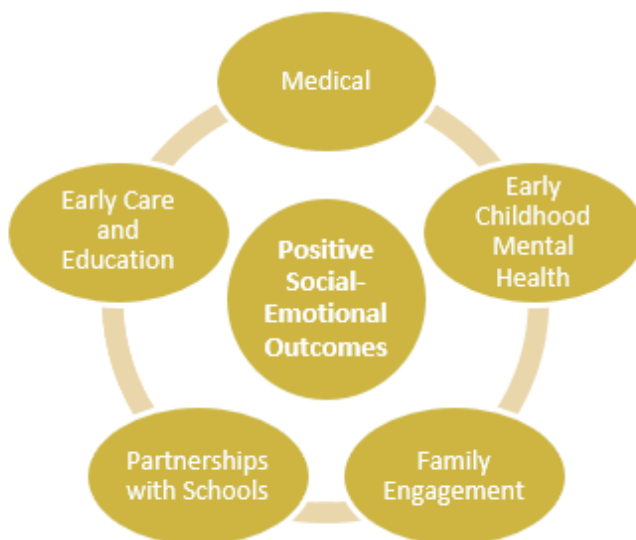 Medical
Early Care
and
Education
Early
Childhood
Mental
Health
Positive
Social-
Emotional
Outcomes
Partnerships
with Schools
Family
Engagement